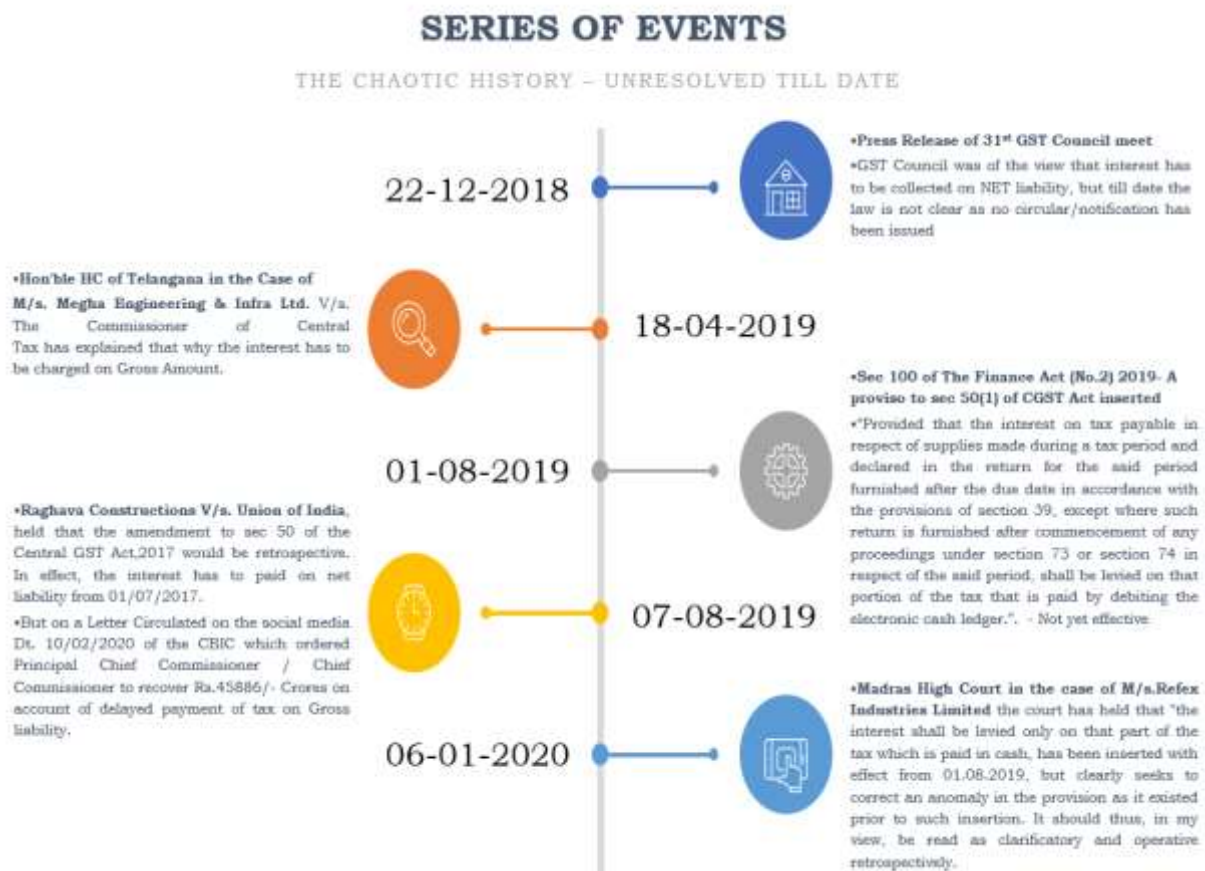 SERIES OF EVENTS
THE CHAOTIC HISTORY – UNRESOLVED TILL DATE
22-12-2018
•Press Release of 31st GST Council meet
•GST Council was of the view that interest has
to be collected on NET liability, but till date the
law is not clear as no circular/notification has
been issued
•Hon'ble HC of Telangana in the Case of
M/s. Megha Engineering & Infra Ltd. V/s.
The Commissioner of Central
Tax has explained that why the interest has to
be charged on Gross Amount.
18-04-2019
01-08-2019
•Sec 100 of The Finance Act (No.2) 2019- A
proviso to sec 50(1) of CGST Act inserted
•"Provided that the interest on tax payable in
respect of supplies made during a tax period and
declared in the return for the said period
furnished after the due date in accordance with
the provisions of section 39, except where such
return is furnished after commencement of any
proceedings under section 73 or section 74 in
respect of the said period, shall be levied on that
portion of the tax that is paid by debiting the
electronic cash ledger.". - Not yet effective
•Raghava Constructions V/s. Union of India,
held that the amendment to sec 50 of the
Central GST Act,2017 would be retrospective.
In effect, the interest has to paid on net
liability from 01/07/2017.
•But on a Letter Circulated on the social media
Dt. 10/02/2020 of the CBIC which ordered
Principal Chief Commissioner / Chief
Commissioner to recover Rs.45886/- Crores on
account of delayed payment of tax on Gross
liability.
07-08-2019
06-01-2020
•Madras High Court in the case of M/s.Refex
Industries Limited the court has held that "the
interest shall be levied only on that part of the
tax which is paid in cash, has been inserted with
effect from 01.08.2019, but clearly seeks to
correct an anomaly in the provision as it existed
prior to such insertion. It should thus, in my
view, be read as clarificatory and operative
retrospectively.